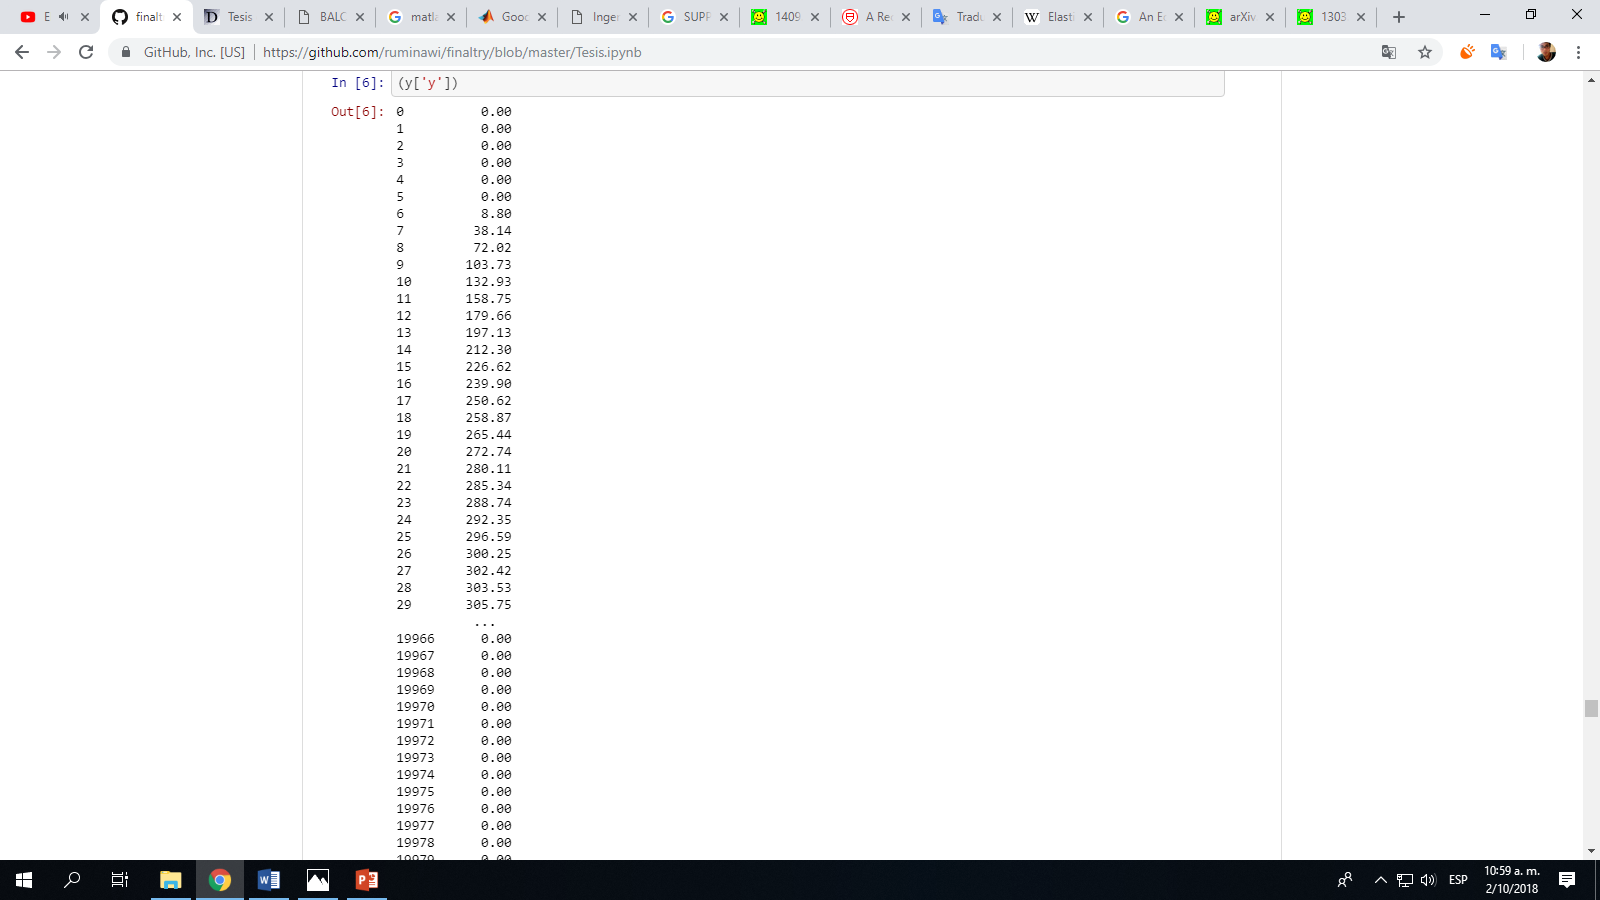 E
finalt
Tesis
BALC
matla
Gooc
Inger
SUPP
1409
A Re
Tradu
Elasti
An E
arXiv
1303
GitHub, Inc. [US] | https://github.com/ruminawi/finaltry/blob/master/Tesis.ipynb
In [6]: (y['y'])
Out[6]: 0 0.00
1 0.00
2 0.00
3 0.00
4 0.00
5 0.00
6 8.80
7 38.14
8 72.02
9 103.73
10 132.93
11 158.75
12 179.66
13 197.13
14 212.30
15 226.62
16 239.90
17 250.62
18 258.87
19 265.44
20 272.74
21 280.11
22 285.34
23 288.74
24 292.35
25 296.59
26 300.25
27 302.42
28 303.53
29 305.75
...
19966 0.00
19967 0.00
19968 0.00
19969 0.00
19970 0.00
19971 0.00
19972 0.00
19973 0.00
19974 0.00
19975 0.00
19976 0.00
19977 0.00
19978 0.00
19979 0.00
ESP
10:59 a. m.
2/10/2018